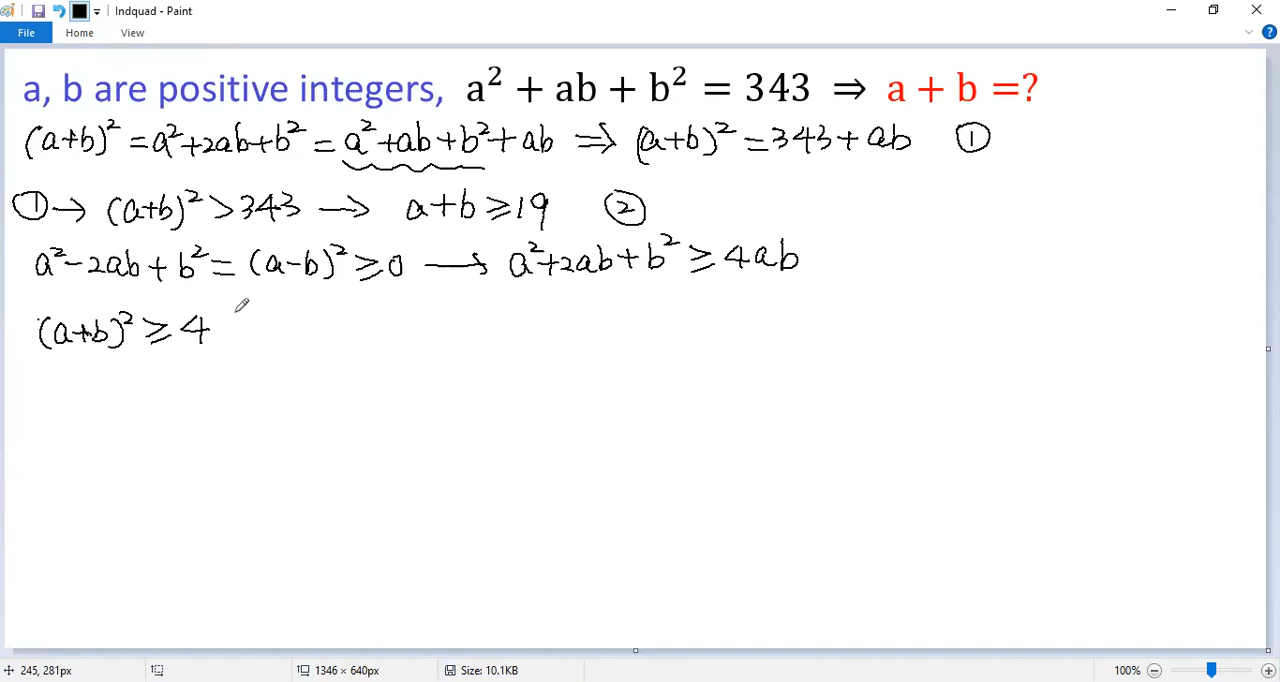 Indquad - Paint
File Home View
a, b are positive integers, a² + ab + b² = 343 ⇒ a + b =?
(a+b)² = a²+2ab+b² = a²+ab+b²+ab ⇒ (a+b)² = 343+ab ①
① → (a+b)² > 343 → a+b ≥ 19 ②
a²-2ab+b² = (a-b)² ≥ 0 → a²+2ab+b² ≥ 4ab
(a+b)² ≥ 4
245, 281px 1346 × 640px Size: 10.1KB 100%